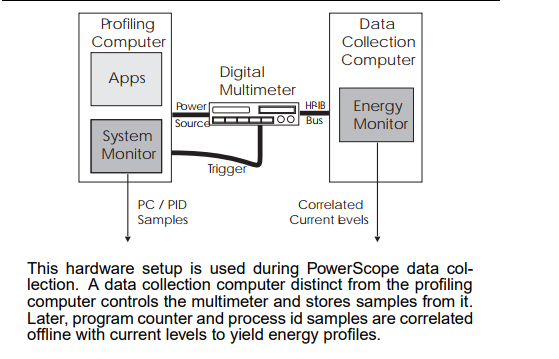 Profiling
Computer
Apps
System
Monitor
Digital
Multimeter
Power
Source
Trigger
HP-IB
Bus
Data
Collection
Computer
Energy
Monitor
PC / PID
Samples
Correlated
Current levels
This hardware setup is used during PowerScope data col-
lection. A data collection computer distinct from the profiling
computer controls the multimeter and stores samples from it.
Later, program counter and process id samples are correlated
offline with current levels to yield energy profiles.